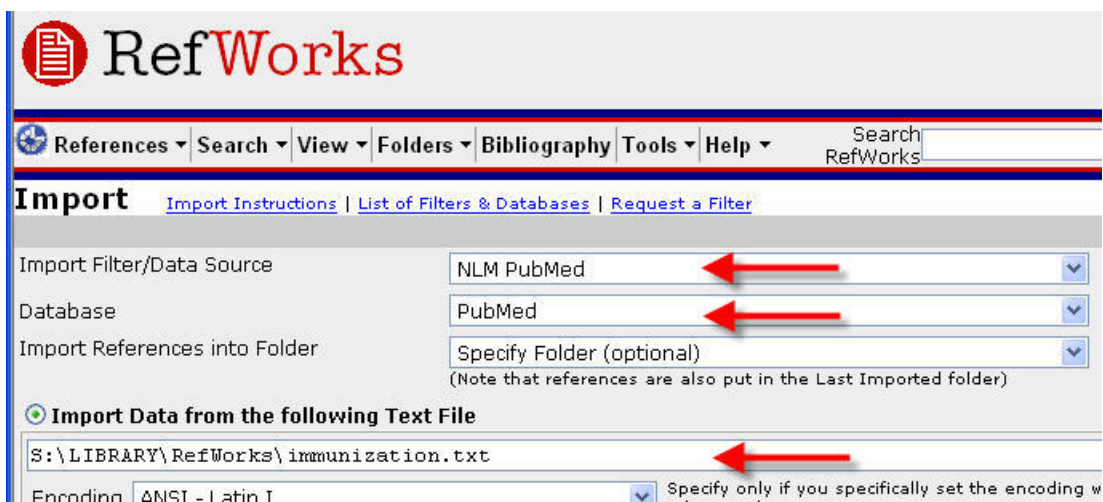 RefWorks
References Search View Folders Bibliography Tools Help Search RefWorks
Import Import Instructions | List of Filters & Databases | Request a Filter
Import Filter/Data Source NLM PubMed
Database PubMed
Import References into Folder Specify Folder (optional)
(Note that references are also put in the Last Imported folder)
Import Data from the following Text File
S:\LIBRARY\RefWorks\immunization.txt
Encoding ANSI - Latin I Specify only if you specifically set the encoding w